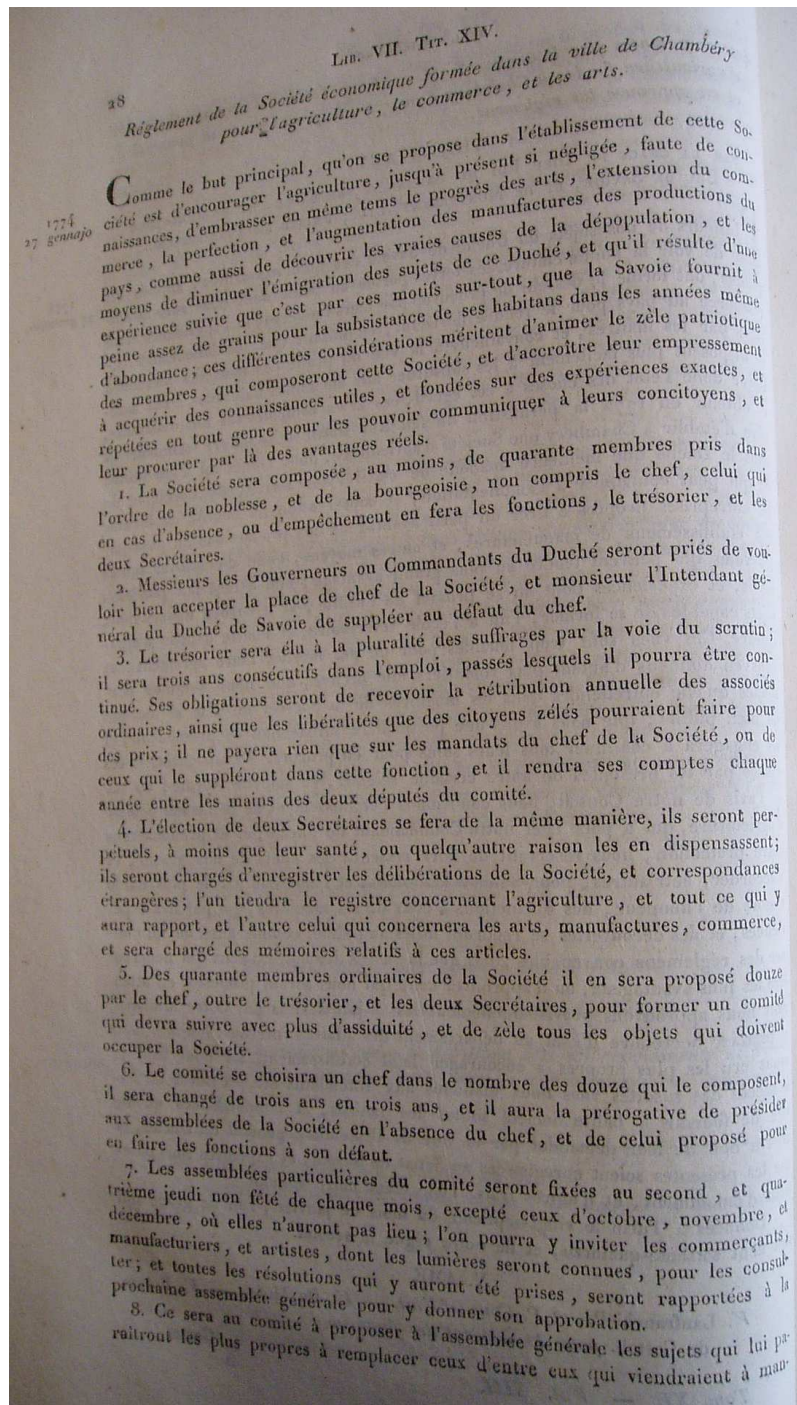 LIB. VII. TIT. XIV.
28
Réglement de la Société économique formée dans la ville de Chambéry
pour l'agriculture, le commerce, et les arts.
1774
27 gennajo
Comme le but principal, qu'on se propose dans l'établissement de cette So-
ciété est d'encourager l'agriculture, jusqu'à présent si négligée, faute de con-
naissances, d'embrasser en même tems le progrès des arts, l'extension du com-
merce, la perfection, et l'augmentation des manufactures des productions du
pays, comme aussi de découvrir les vraies causes de la dépopulation, et les
moyens de diminuer l'émigration des sujets de ce Duché, et qu'il résulte d'une
expérience suivie que c'est par ces motifs sur-tout, que la Savoie fournit à
peine assez de grains pour la subsistance de ses habitans dans les années même
d'abondance; ces différentes considérations méritent d'animer le zèle patriotique
des membres, qui composeront cette Société, et d'accroître leur empressement
à acquérir des connaissances utiles, et fondées sur des expériences exactes, et
répétées en tout genre pour les pouvoir communiquer à leurs concitoyens, et
leur procurer par là des avantages réels.
1. La Société sera composée, au moins, de quarante membres pris dans
l'ordre de la noblesse, et de la bourgeoisie, non compris le chef, celui qui
en cas d'absence, ou d'empêchement en fera les fonctions, le trésorier, et les
deux Secrétaires.
2. Messieurs les Gouverneurs ou Commandants du Duché seront priés de vou-
loir bien accepter la place de chef de la Société, et monsieur l'Intendant gé-
néral du Duché de Savoie de suppléer au défaut du chef.
3. Le trésorier sera élu à la pluralité des suffrages par la voie du scrutin;
il sera trois ans consécutifs dans l'emploi, passés lesquels il pourra être con-
tinué. Ses obligations seront de recevoir la rétribution annuelle des associés
ordinaires, ainsi que les libéralités que des citoyens zélés pourraient faire pour
des prix; il ne payera rien que sur les mandats du chef de la Société, ou de
ceux qui le suppléront dans cette fonction, et il rendra ses comptes chaque
année entre les mains des deux députés du comité.
4. L'élection de deux Secrétaires se fera de la même manière, ils seront per-
pétuels, à moins que leur santé, ou quelqu'autre raison les en dispensassent;
ils seront chargés d'enregistrer les délibérations de la Société, et correspondances
étrangères; l'un tiendra le registre concernant l'agriculture, et tout ce qui y
aura rapport, et l'autre celui qui concernera les arts, manufactures, commerce,
et sera chargé des mémoires relatifs à ces articles.
5. Des quarante membres ordinaires de la Société il en sera proposé douze
par le chef, outre le trésorier, et les deux Secrétaires, pour former un comité
qui devra suivre avec plus d'assiduité, et de zèle tous les objets qui doivent
occuper la Société.
6. Le comité se choisira un chef dans le nombre des douze qui le composent,
il sera changé de trois ans en trois ans, et il aura la prérogative de présider
aux assemblées de la Société en l'absence du chef, et de celui proposé pour
en faire les fonctions à son défaut.
7. Les assemblées particulières du comité seront fixées au second, et qua-
trième jeudi non fêté de chaque mois, excepté ceux d'octobre, novembre, et
décembre, où elles n'auront pas lieu; l'on pourra y inviter les commerçants,
manufacturiers, et artistes, dont les lumières seront connues, pour les consul-
ter; et toutes les résolutions qui y auront été prises, seront rapportées à la
prochaine assemblée générale pour y donner son approbation.
8. Ce sera au comité à proposer à l'assemblée générale les sujets qui lui pa-
raitront les plus propres à remplacer ceux d'entre eux qui viendraient à man-